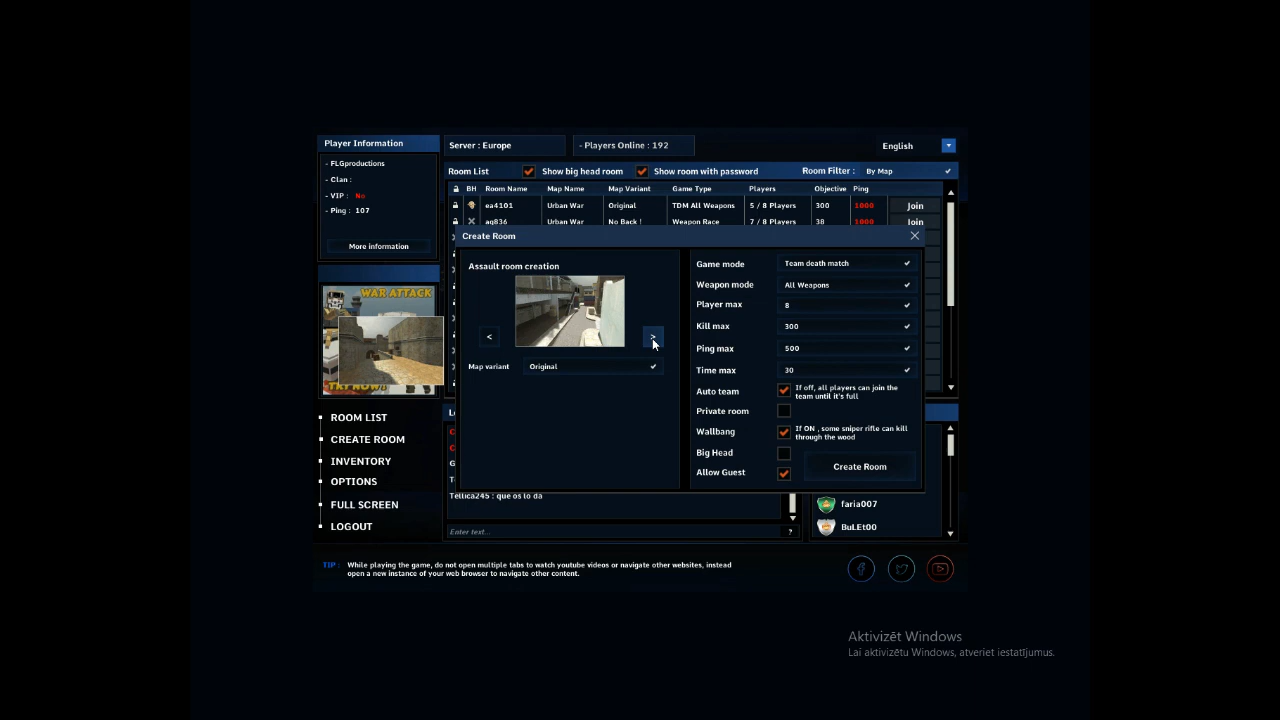 Player Information
- FLGproductions
- Clan :
- VIP : No
- Ping : 107
More information
WAR ATTACK
TRY NOW!
ROOM LIST
CREATE ROOM
INVENTORY
OPTIONS
FULL SCREEN
LOGOUT
Server : Europe
- Players Online : 192
English
Room List
Show big head room
Show room with password
Room Filter :
By Map
BH
Room Name
Map Name
Map Variant
Game Type
Players
Objective
Ping
ea4101
Urban War
Original
TDM All Weapons
5 / 8 Players
300
1000
Join
aq836
Urban War
No Back !
Weapon Race
7 / 8 Players
38
1000
Join
Create Room
Assault room creation
<
>
Map variant
Original
Game mode
Team death match
Weapon mode
All Weapons
Player max
8
Kill max
300
Ping max
500
Time max
30
Auto team
If off, all players can join the
team until it's full
Private room
Wallbang
If ON , some sniper rifle can kill
through the wood
Big Head
Allow Guest
Create Room
Tellica245 : que os lo da
Enter text...
?
faria007
BuLEt00
TIP :
While playing the game, do not open multiple tabs to watch youtube videos or navigate other websites, instead
open a new instance of your web browser to navigate other content.
Aktivizēt Windows
Lai aktivizētu Windows, atveriet iestatījumus.